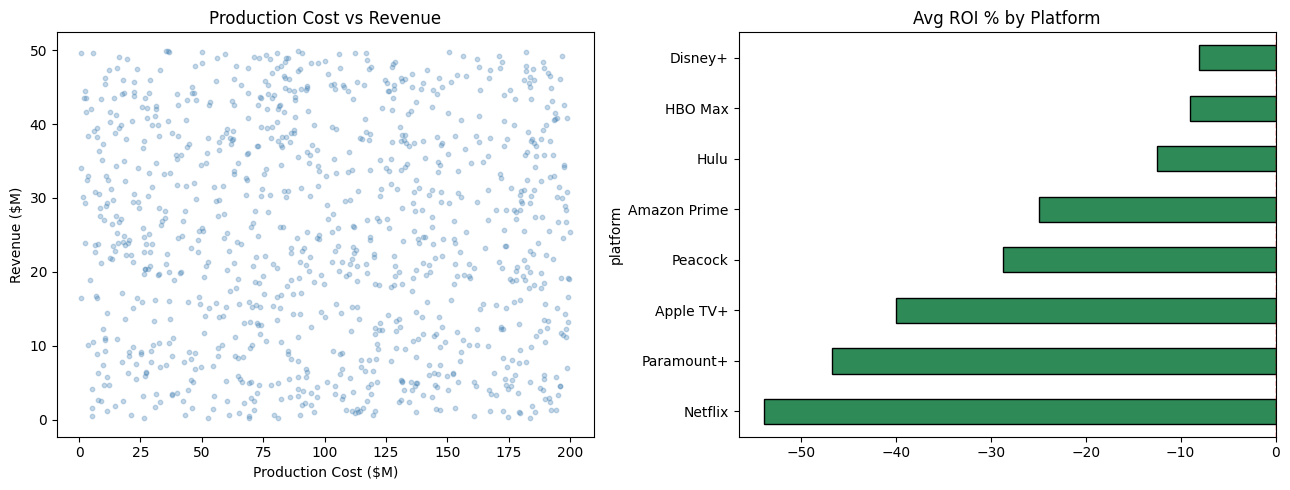 Production Cost vs Revenue
50
40
30
20
10
0
Revenue ($M)
0 25 50 75 100 125 150 175 200
Production Cost ($M)
Avg ROI % by Platform
platform
Disney+
HBO Max
Hulu
Amazon Prime
Peacock
Apple TV+
Paramount+
Netflix
−50 −40 −30 −20 −10 0